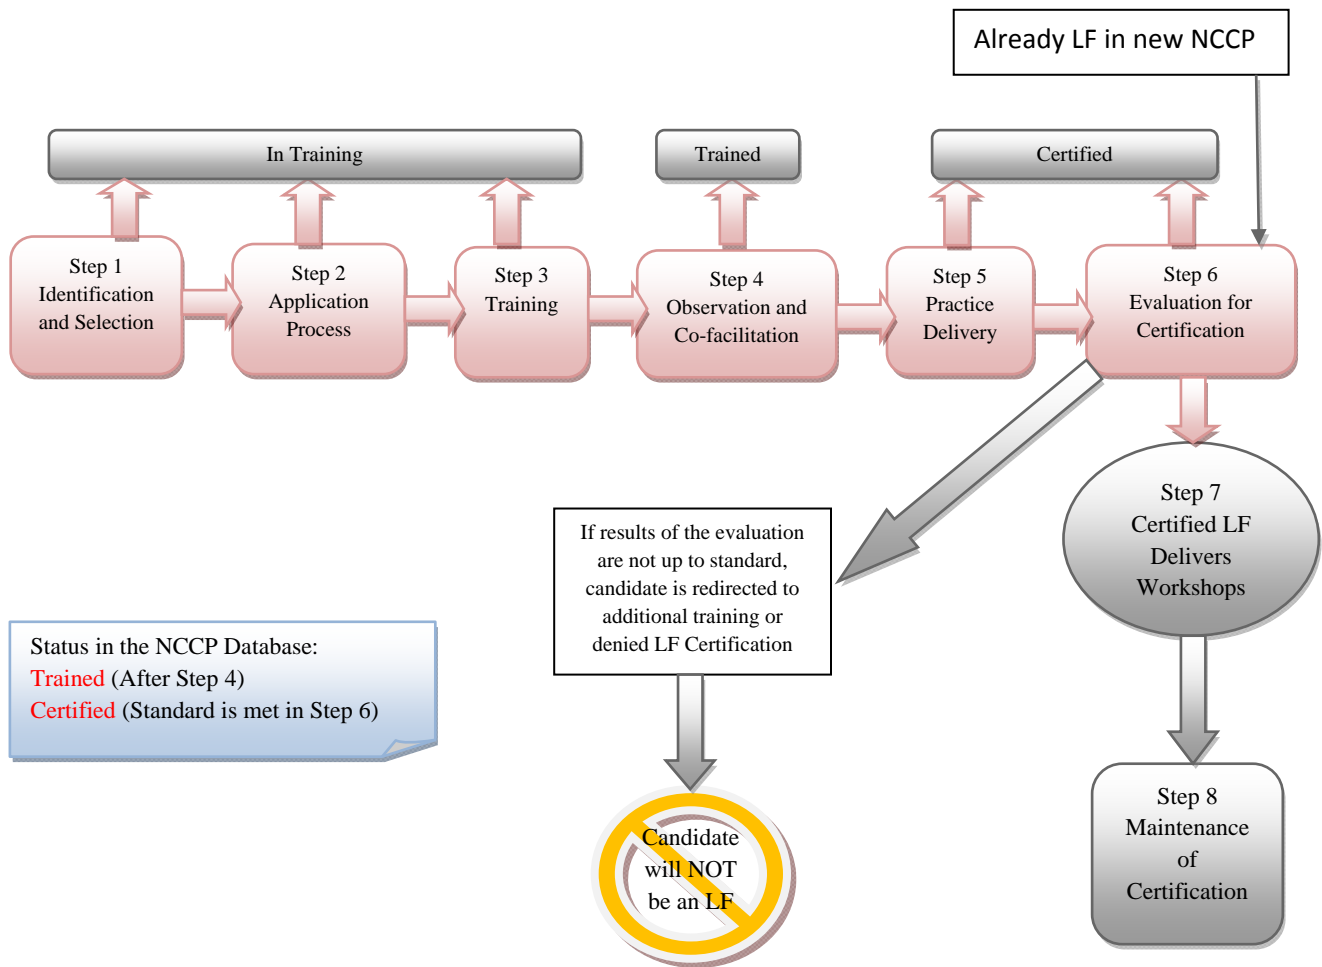 Already LF in new NCCP
In Training
Trained
Certified
Step 1
Identification
and Selection
Step 2
Application
Process
Step 3
Training
Step 4
Observation and
Co-facilitation
Step 5
Practice
Delivery
Step 6
Evaluation for
Certification
Step 7
Certified LF
Delivers
Workshops
If results of the evaluation
are not up to standard,
candidate is redirected to
additional training or
denied LF Certification
Status in the NCCP Database:
Trained (After Step 4)
Certified (Standard is met in Step 6)
Candidate
will NOT
be an LF
Step 8
Maintenance
of
Certification